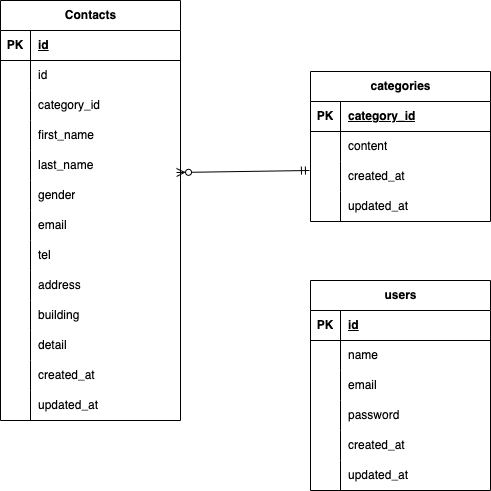 Contacts
PK id
id
category_id
first_name
last_name
gender
email
tel
address
building
detail
created_at
updated_at
categories
PK category_id
content
created_at
updated_at
users
PK id
name
email
password
created_at
updated_at